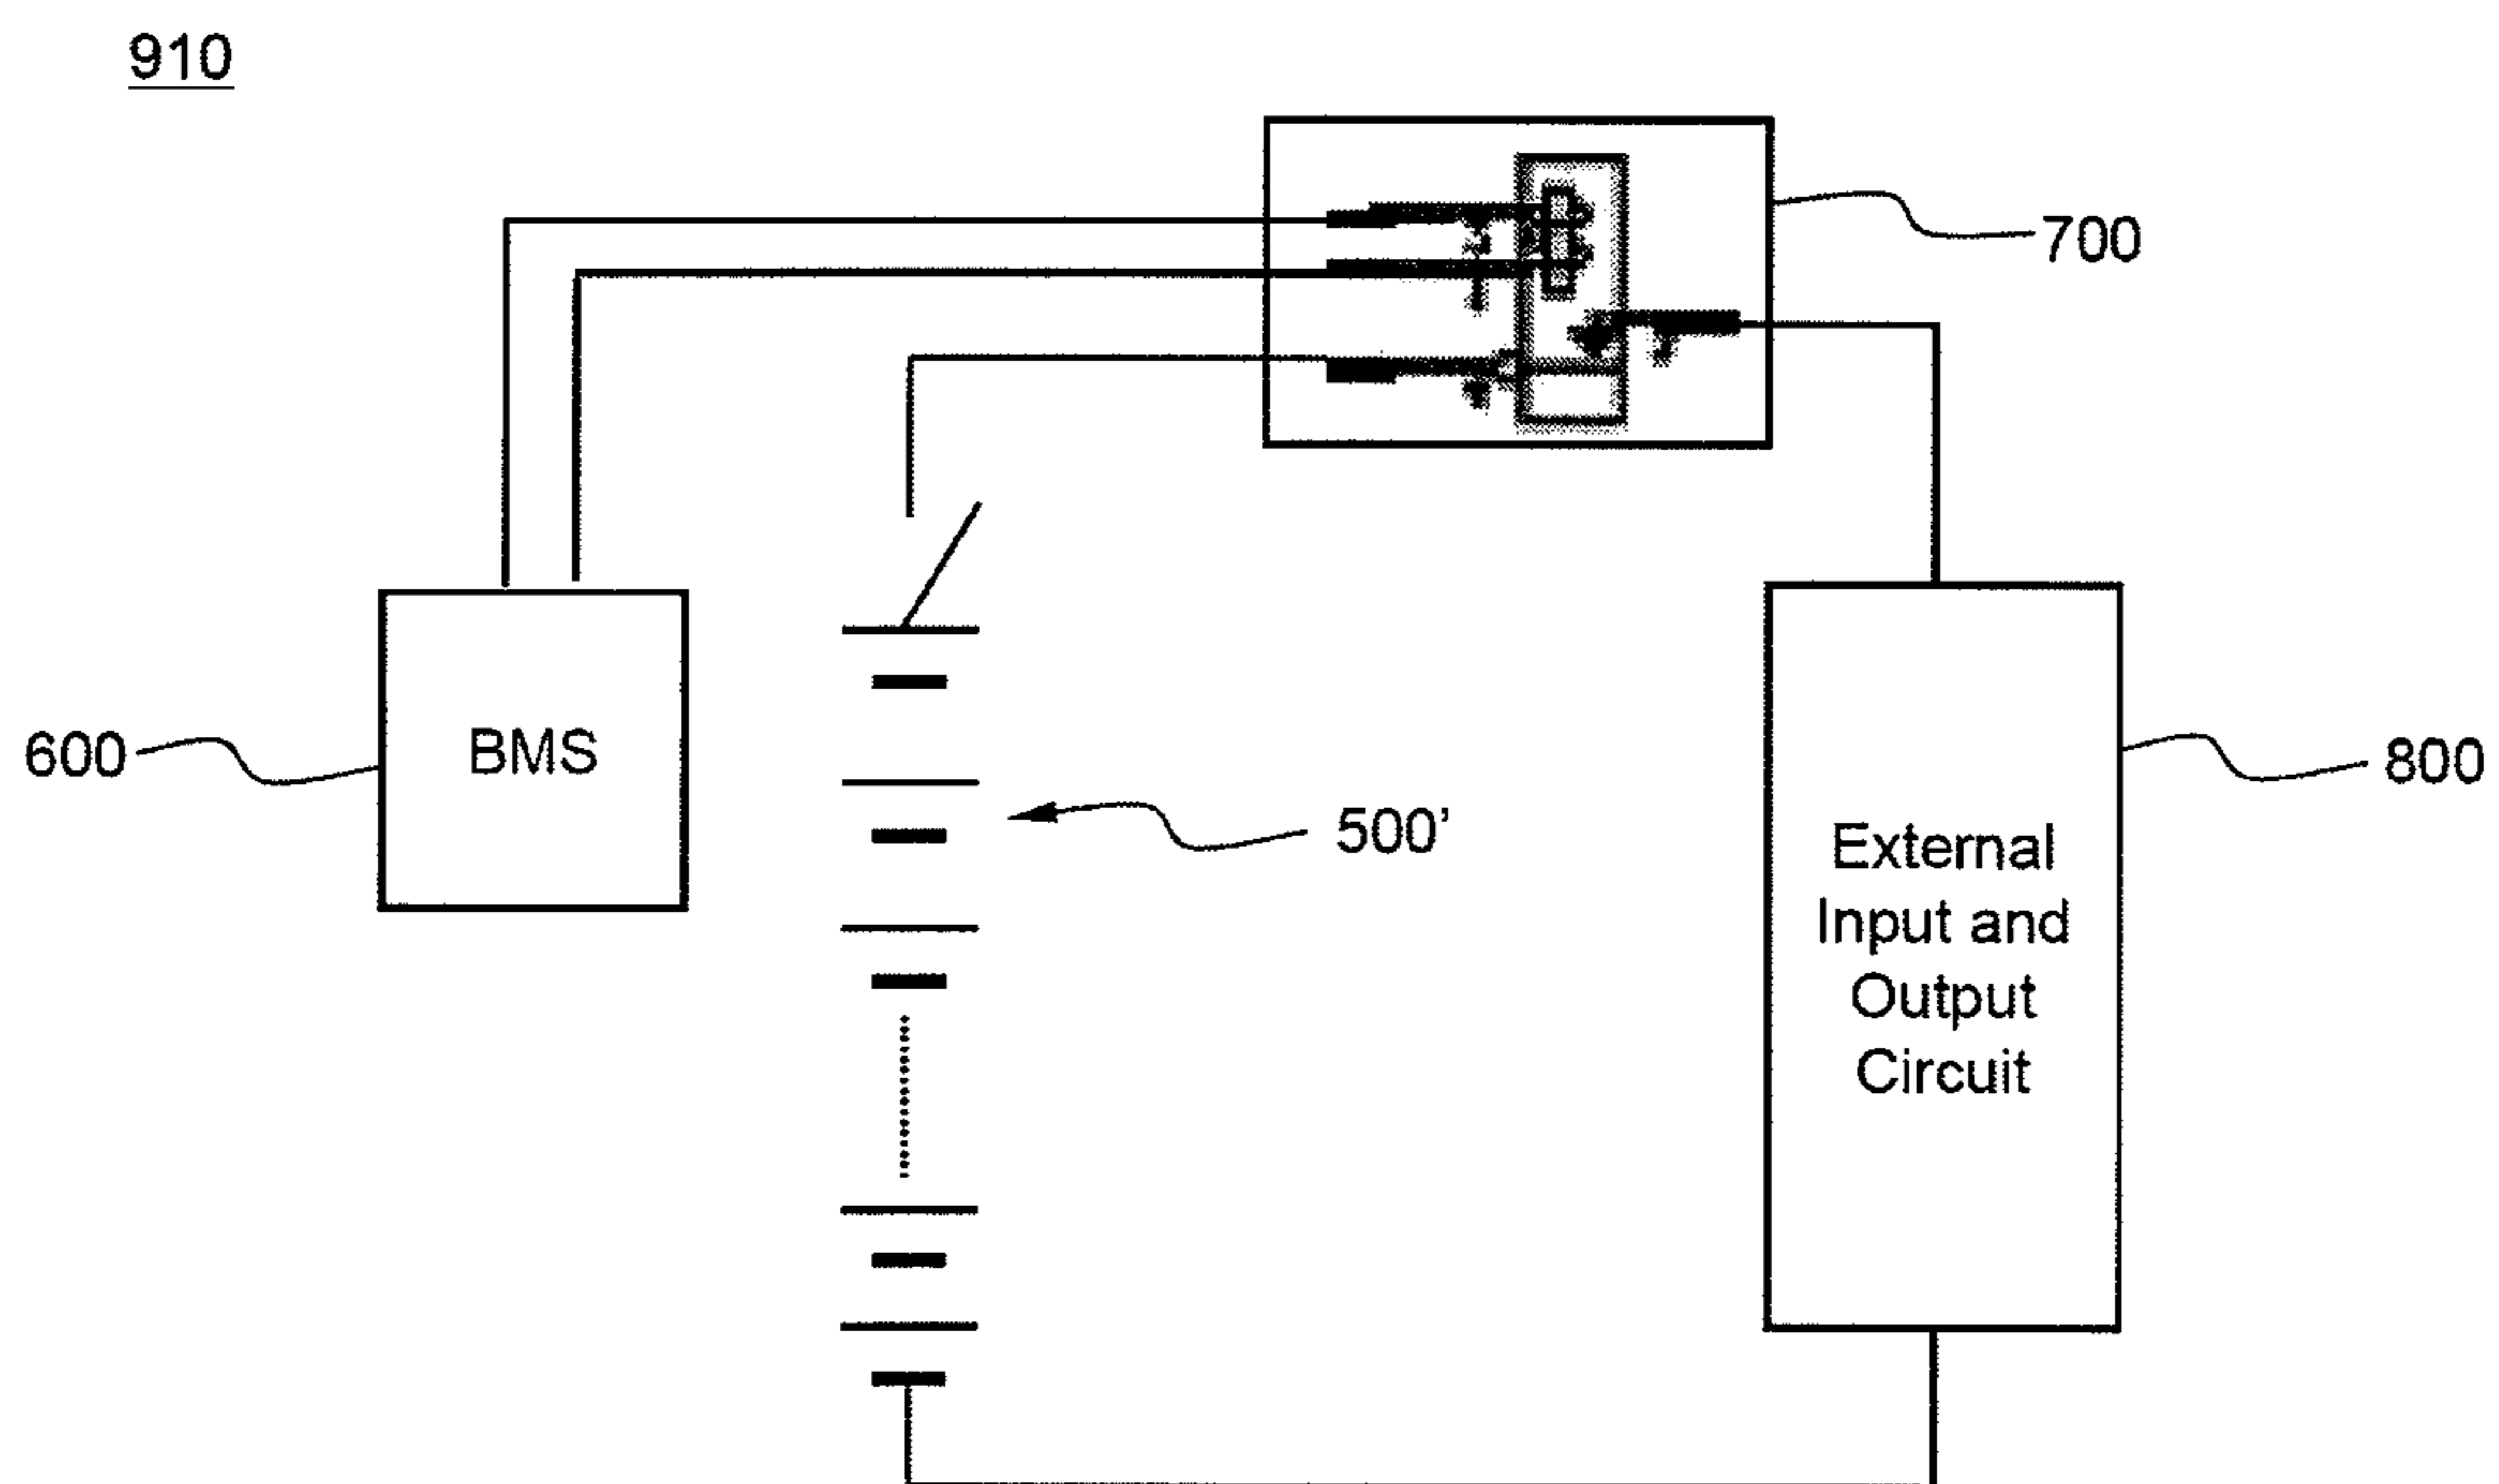 910
700
600
BMS
500’
800
External
Input and
Output
Circuit